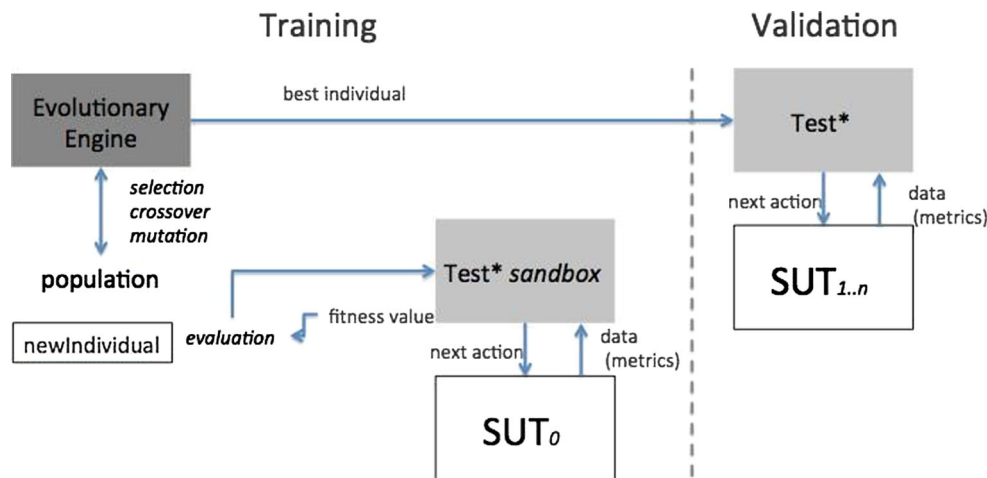 Training
Validation
Evolutionary
Engine
best individual
Test*
selection
crossover
mutation
next action
data
(metrics)
population
Test* sandbox
SUT1..n
newIndividual
evaluation
fitness value
next action
data
(metrics)
SUT0